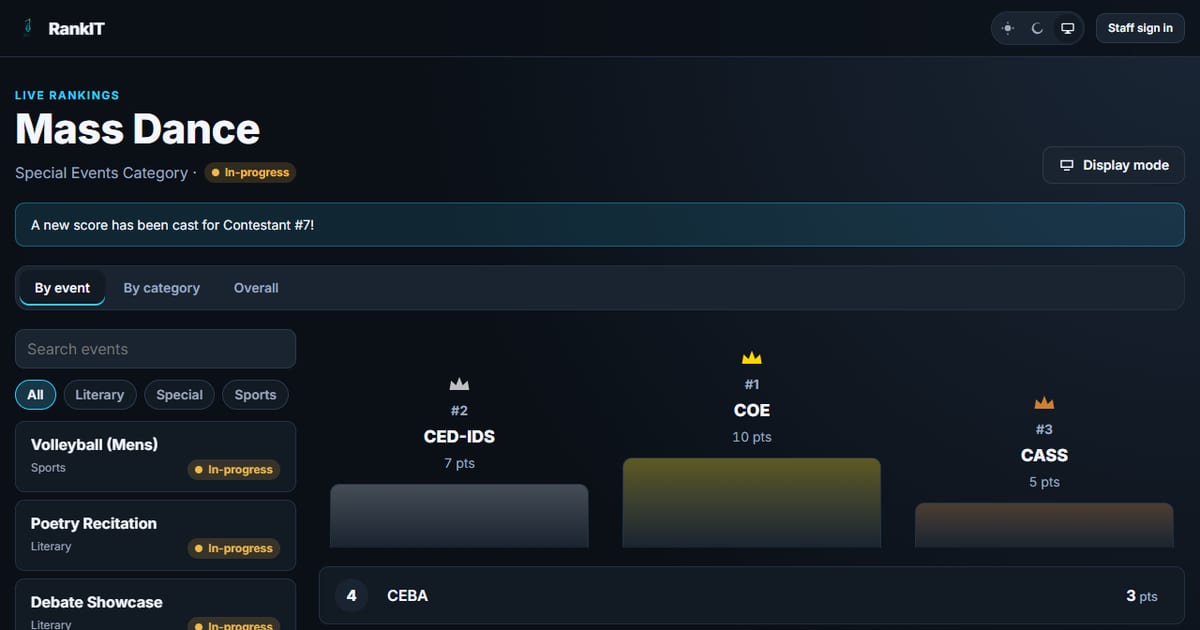 RankIT
Staff sign in
LIVE RANKINGS
Mass Dance
Special Events Category · In-progress
Display mode
A new score has been cast for Contestant #7!
By event
By category
Overall
Search events
All
Literary
Special
Sports
Volleyball (Mens)
Sports
In-progress
Poetry Recitation
Literary
In-progress
Debate Showcase
Literary
In-progress
#2
CED-IDS
7 pts
#1
COE
10 pts
#3
CASS
5 pts
4 CEBA 3 pts